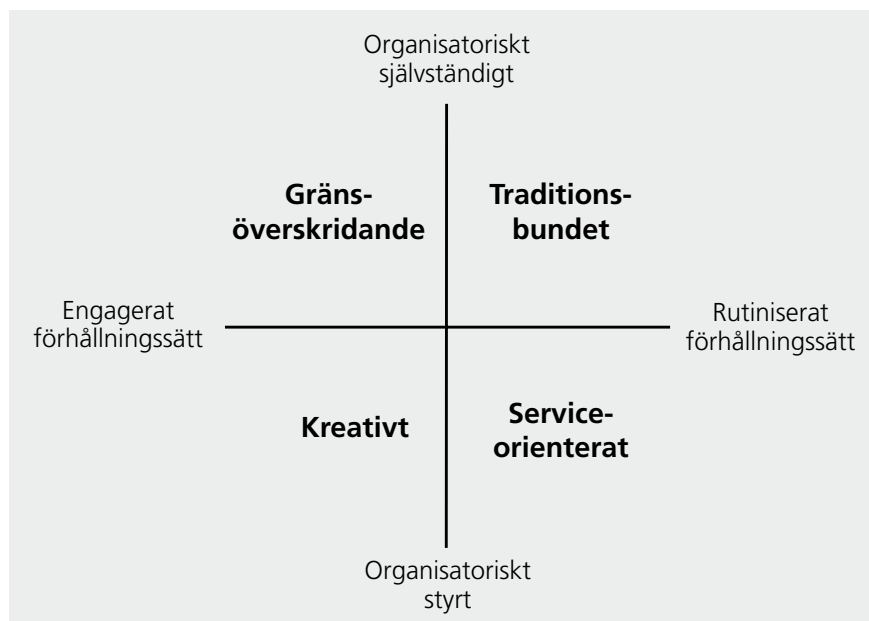 Organisatoriskt
självständigt
Gräns-
överskridande
Traditions-
bundet
Engagerat
förhållningssätt
Rutiniserat
förhållningssätt
Kreativt
Service-
orienterat
Organisatoriskt
styrt